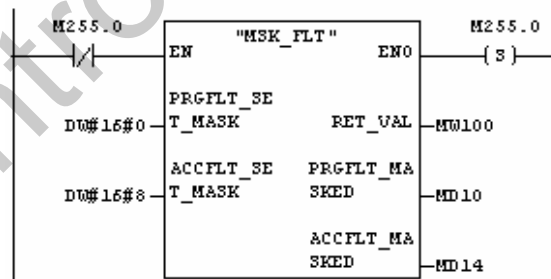 M255.0 "MSK_FLT" M255.0
EN ENO ( S )
PRGFLT_SE
DW#16#0 T_MASK RET_VAL MW100
ACCFLT_SE PRGFLT_MA
DW#16#8 T_MASK SKED MD10
ACCFLT_MA
SKED MD14
ntro